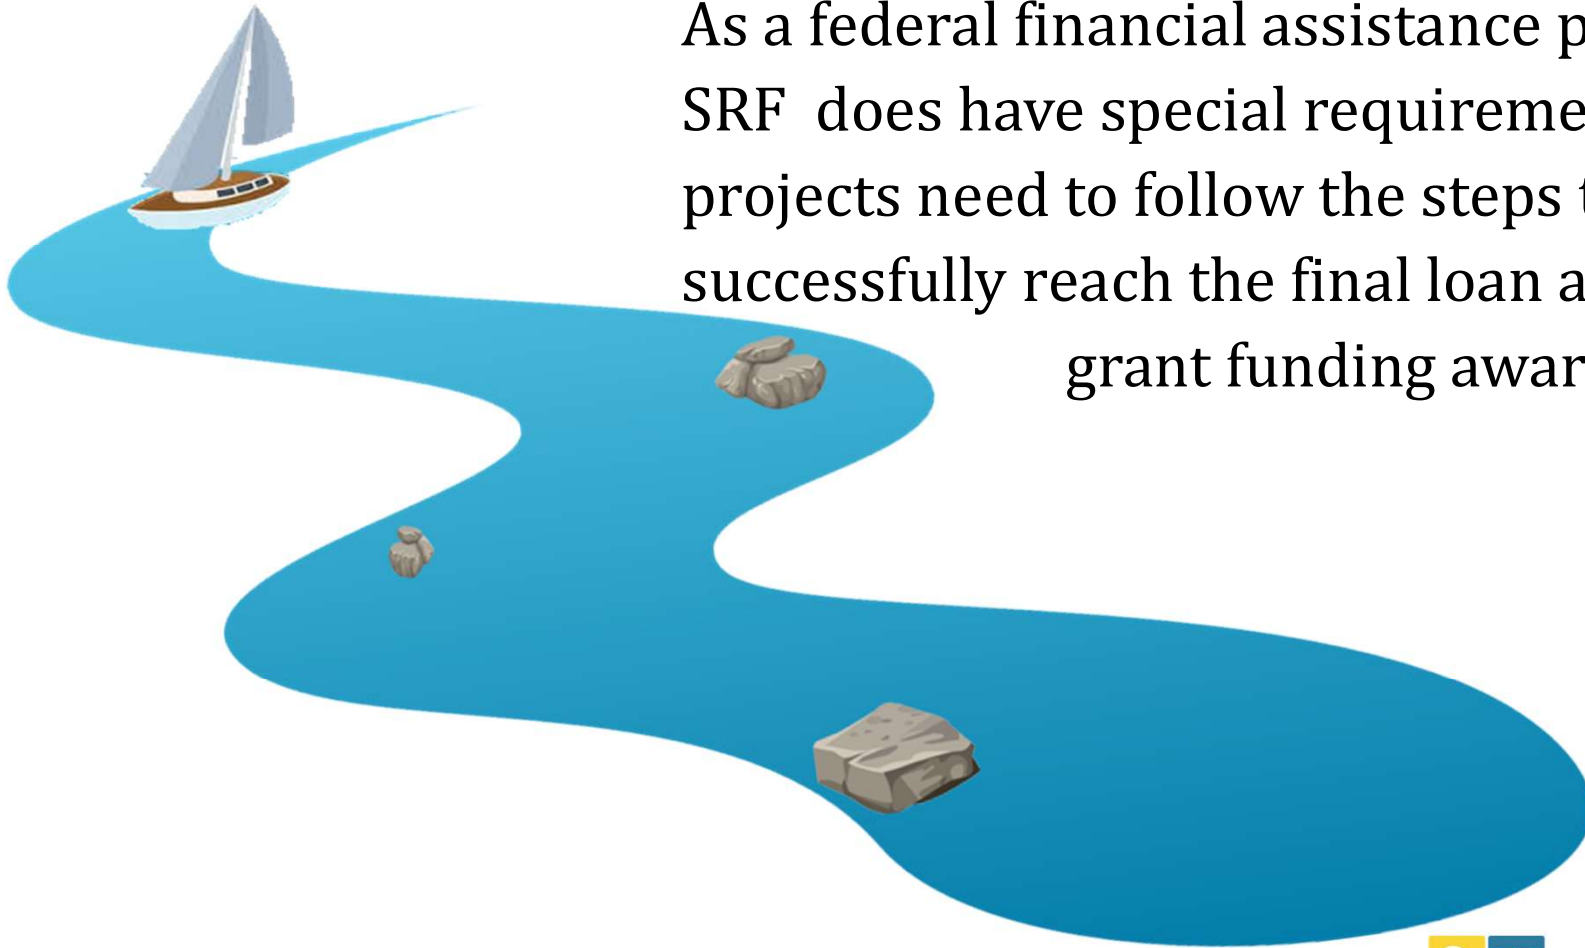 As a federal financial assistance p
SRF does have special requireme
projects need to follow the steps t
successfully reach the final loan a
grant funding awar